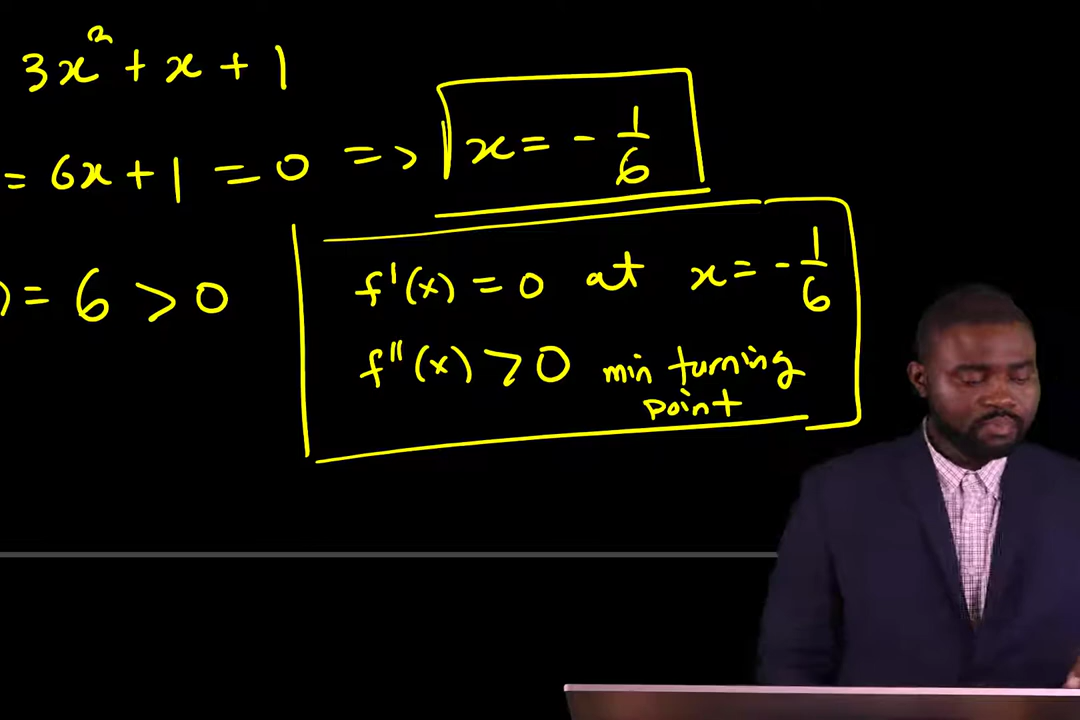 3x² + x + 1
= 6x + 1 = 0 => x = - 1/6
) = 6 > 0
f'(x) = 0 at x = - 1/6
f''(x) > 0 min turning
point